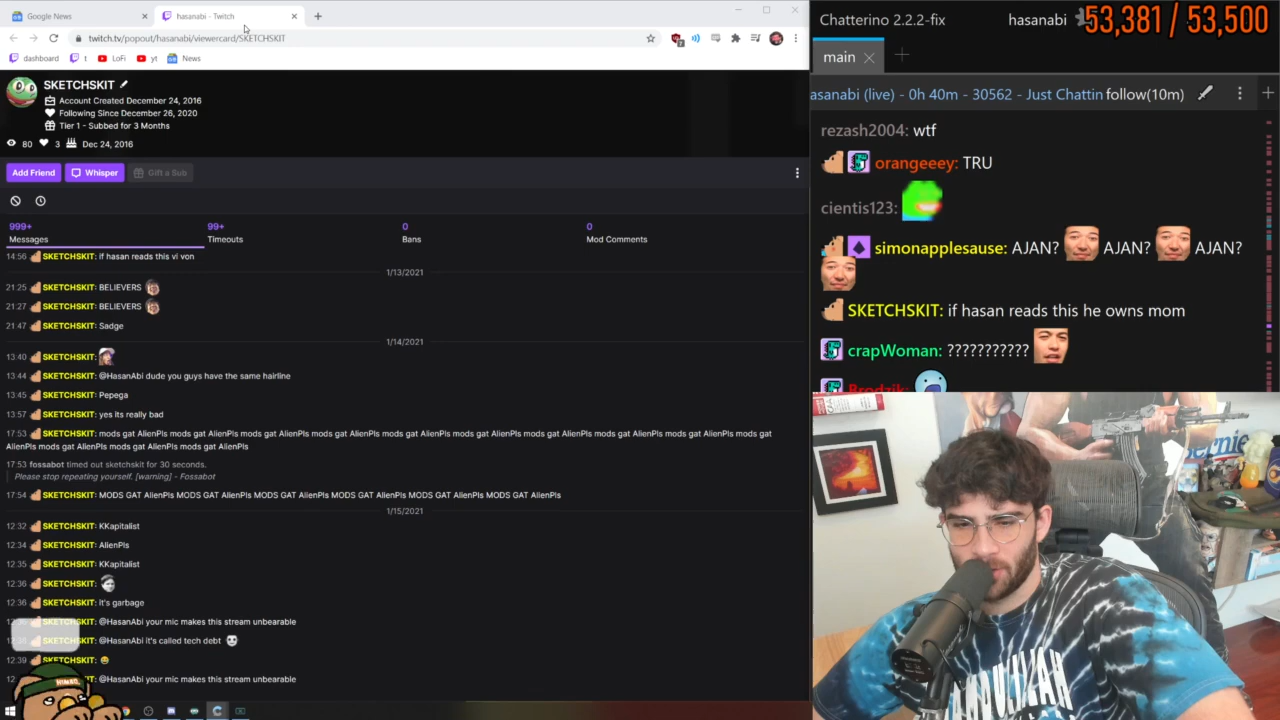 Google News
hasanabi - Twitch
twitch.tv/popout/hasanabi/viewercard/SKETCHSKIT
7
dashboard
t
LoFi
yt
News
SKETCHSKIT
Account Created December 24, 2016
Following Since December 26, 2020
Tier 1 - Subbed for 3 Months
80 3 Dec 24, 2016
Add Friend
Whisper
Gift a Sub
999+
Messages
99+
Timeouts
0
Bans
0
Mod Comments
14:56 SKETCHSKIT: if hasan reads this vi von
1/13/2021
21:25 SKETCHSKIT: BELIEVERS
21:27 SKETCHSKIT: BELIEVERS
21:47 SKETCHSKIT: Sadge
1/14/2021
13:40 SKETCHSKIT:
13:44 SKETCHSKIT: @HasanAbi dude you guys have the same hairline
13:45 SKETCHSKIT: Pepega
13:57 SKETCHSKIT: yes its really bad
17:53 SKETCHSKIT: mods gat AlienPls mods gat AlienPls mods gat AlienPls mods gat AlienPls mods gat AlienPls mods gat AlienPls mods gat AlienPls mods gat AlienPls mods gat
AlienPls mods gat AlienPls mods gat AlienPls mods gat AlienPls
17:53 fossabot timed out sketchskit for 30 seconds.
Please stop repeating yourself. [warning] - Fossabot
17:54 SKETCHSKIT: MODS GAT AlienPls MODS GAT AlienPls MODS GAT AlienPls MODS GAT AlienPls MODS GAT AlienPls MODS GAT AlienPls
1/15/2021
12:32 SKETCHSKIT: KKapitalist
12:34 SKETCHSKIT: AlienPls
12:35 SKETCHSKIT: KKapitalist
12:36 SKETCHSKIT:
12:36 SKETCHSKIT: it's garbage
SKETCHSKIT: @HasanAbi your mic makes this stream unbearable
SKETCHSKIT: @HasanAbi it's called tech debt
12:39 SKETCHSKIT:
SKETCHSKIT: @HasanAbi your mic makes this stream unbearable
HIMBO
Chatterino 2.2.2-fix
hasanabi
53,381 / 53,500
main
asanabi (live) - 0h 40m - 30562 - Just Chattin follow(10m)
rezash2004: wtf
orangeeey: TRU
cientis123:
simonapplesause: AJAN? AJAN? AJAN?
SKETCHSKIT: if hasan reads this he owns mom
crapWoman: ???????????
Brodzik:
Bernie